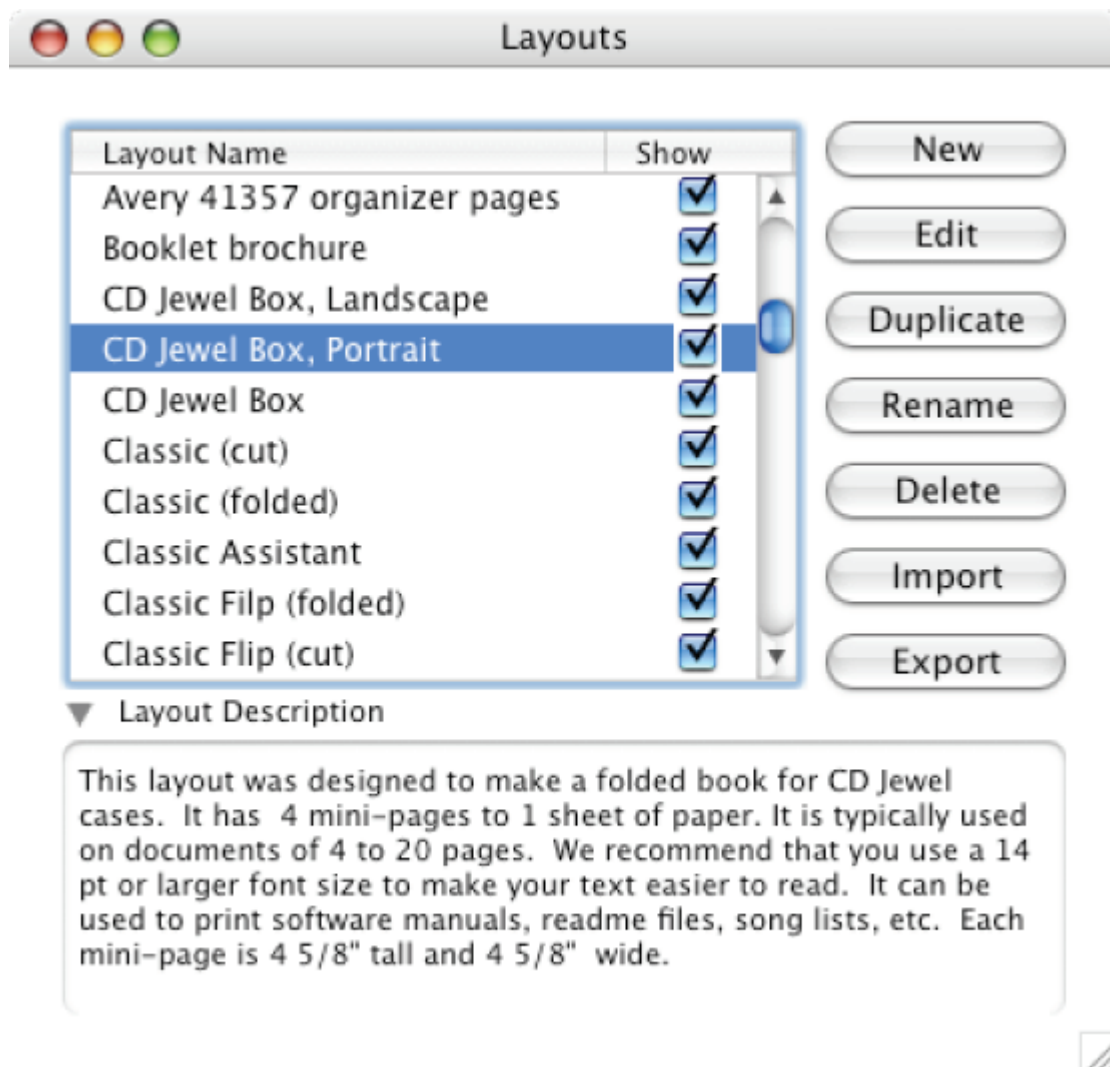 Layouts
Layout Name Show
Avery 41357 organizer pages
Booklet brochure
CD Jewel Box, Landscape
CD Jewel Box, Portrait
CD Jewel Box
Classic (cut)
Classic (folded)
Classic Assistant
Classic Filp (folded)
Classic Flip (cut)
New
Edit
Duplicate
Rename
Delete
Import
Export
Layout Description
This layout was designed to make a folded book for CD Jewel
cases.  It has  4 mini-pages to 1 sheet of paper. It is typically used
on documents of 4 to 20 pages.  We recommend that you use a 14
pt or larger font size to make your text easier to read.  It can be
used to print software manuals, readme files, song lists, etc.  Each
mini-page is 4 5/8" tall and 4 5/8"  wide.